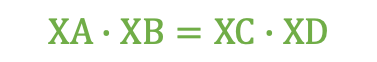 XA · XB = XC · XD